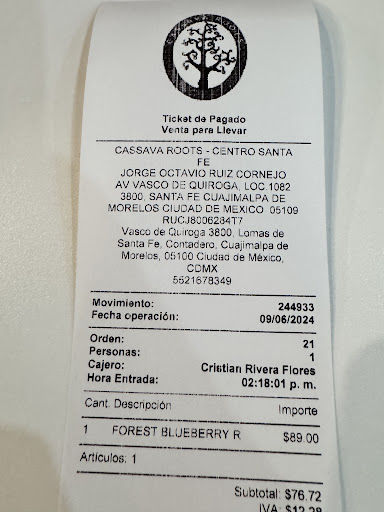 Ticket de Pagado
Venta para Llevar
CASSAVA ROOTS - CENTRO SANTA
FE
JORGE OCTAVIO RUIZ CORNEJO
AV VASCO DE QUIROGA, LOC.1082
3800, SANTA FE CUAJIMALPA DE
MORELOS CIUDAD DE MEXICO 05109
RUCJ8006284T7
Vasco de Quiroga 3800, Lomas de
Santa Fe, Contadero, Cuajimalpa de
Morelos, 05100 Ciudad de México,
CDMX
5521678349
Movimiento: 244933
Fecha operación: 09/06/2024
Orden: 21
Personas: 1
Cajero: Cristian Rivera Flores
Hora Entrada: 02:18:01 p. m.
Cant. Descripción Importe
1 FOREST BLUEBERRY R $89.00
Articulos: 1
Subtotal: $76.72
IVA: $12.28